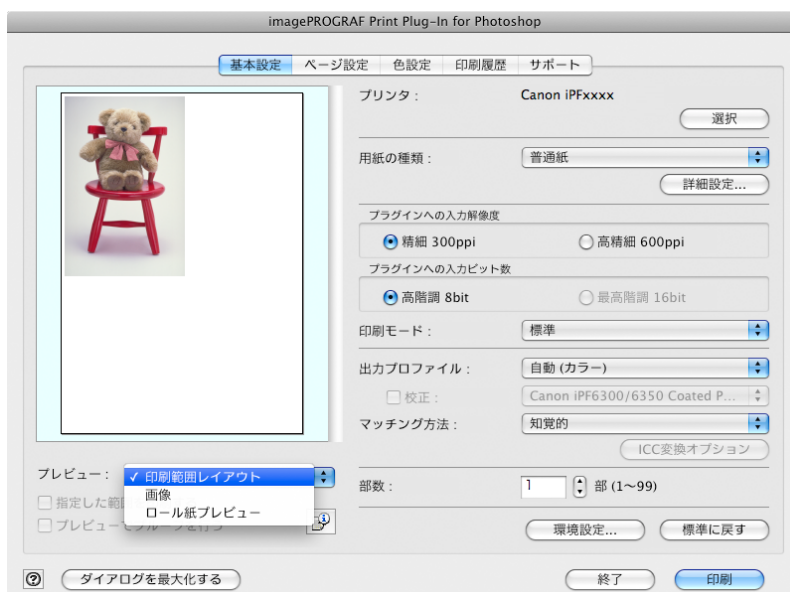 imagePROGRAF Print Plug-In for Photoshop
基本設定 ページ設定 色設定 印刷履歴 サポート
プリンタ： Canon iPFxxxx
選択
用紙の種類： 普通紙
詳細設定...
プラグインへの入力解像度
精細 300ppi 高精細 600ppi
プラグインへの入力ビット数
高階調 8bit 最高階調 16bit
印刷モード： 標準
出力プロファイル： 自動 (カラー)
校正： Canon iPF6300/6350 Coated P...
マッチング方法： 知覚的
ICC変換オプション
プレビュー： ✓ 印刷範囲レイアウト
画像
ロール紙プレビュー
指定した範
プレビュー
部数： 1 部 (1〜99)
環境設定... 標準に戻す
ダイアログを最大化する 終了 印刷